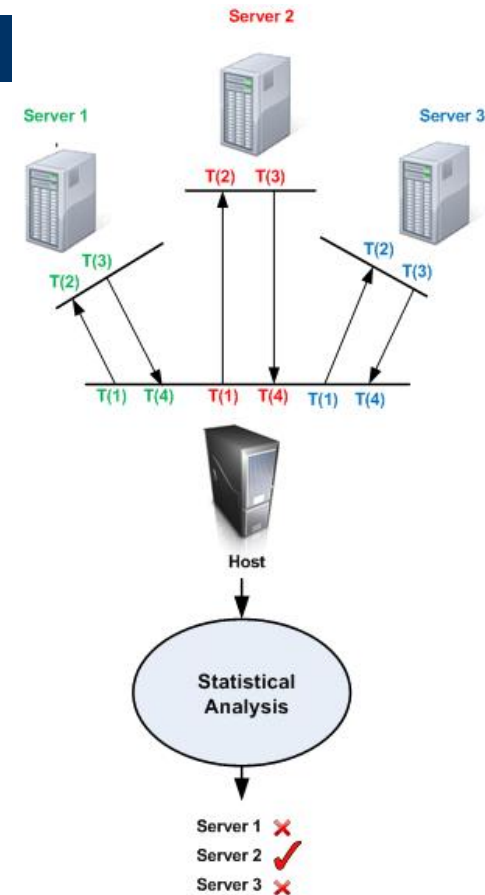 Server 2
Server 1
Server 3
T(2) T(3)
T(3)
T(2)
T(2)
T(3)
T(1) T(4) T(1) T(4) T(1) T(4)
Host
Statistical
Analysis
Server 1
Server 2
Server 3